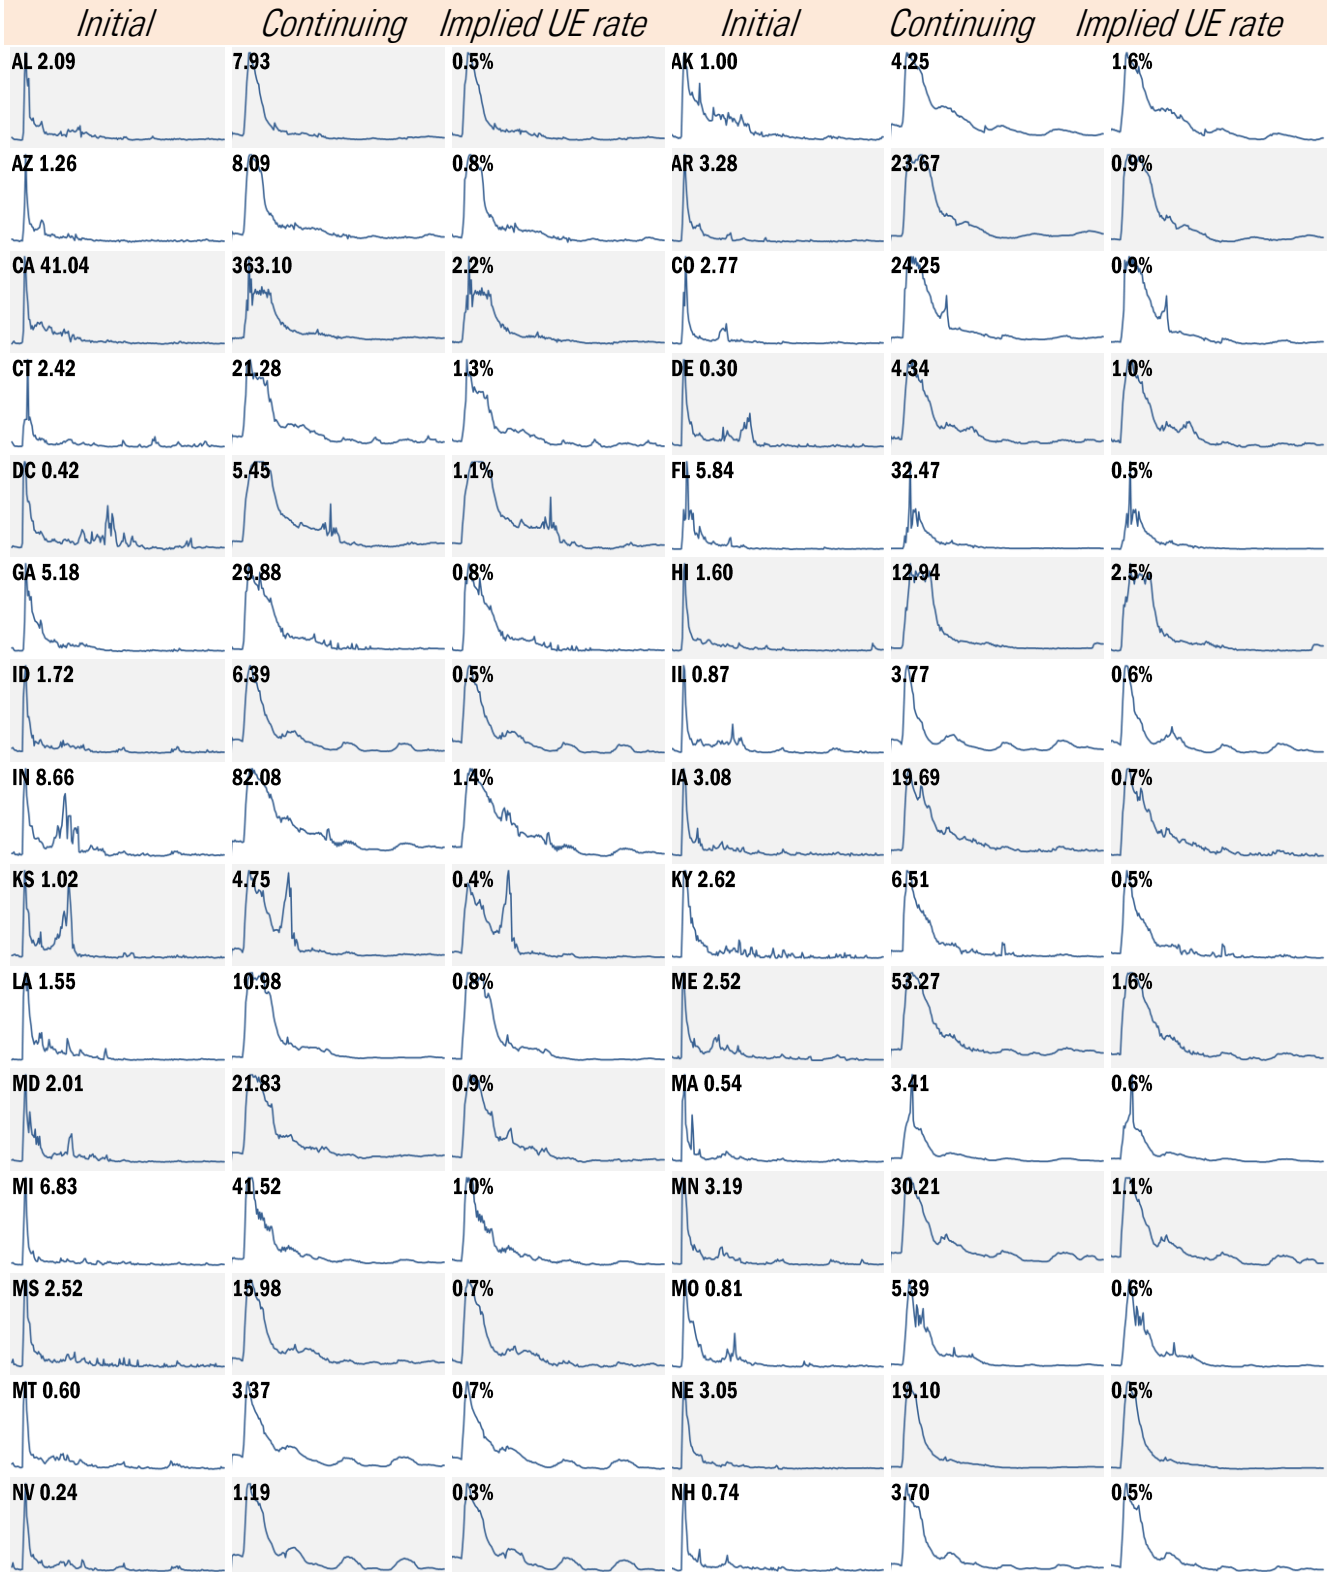 Initial Continuing Implied UE rate Initial Continuing Implied UE rate
AL 2.09 7.93 0.5% AK 1.00 4.25 1.6%
AZ 1.26 8.09 0.8% AR 3.28 23.67 0.9%
CA 41.04 363.10 2.2% CO 2.77 24.25 0.9%
CT 2.42 21.28 1.3% DE 0.30 4.34 1.0%
DC 0.42 5.45 1.1% FL 5.84 32.47 0.5%
GA 5.18 29.88 0.8% HI 1.60 12.94 2.5%
ID 1.72 6.39 0.5% IL 0.87 3.77 0.6%
IN 8.66 82.08 1.4% IA 3.08 19.69 0.7%
KS 1.02 4.75 0.4% KY 2.62 6.51 0.5%
LA 1.55 10.98 0.8% ME 2.52 53.27 1.6%
MD 2.01 21.83 0.9% MA 0.54 3.41 0.6%
MI 6.83 41.52 1.0% MN 3.19 30.21 1.1%
MS 2.52 15.98 0.7% MO 0.81 5.39 0.6%
MT 0.60 3.37 0.7% NE 3.05 19.10 0.5%
NV 0.24 1.19 0.3% NH 0.74 3.70 0.5%